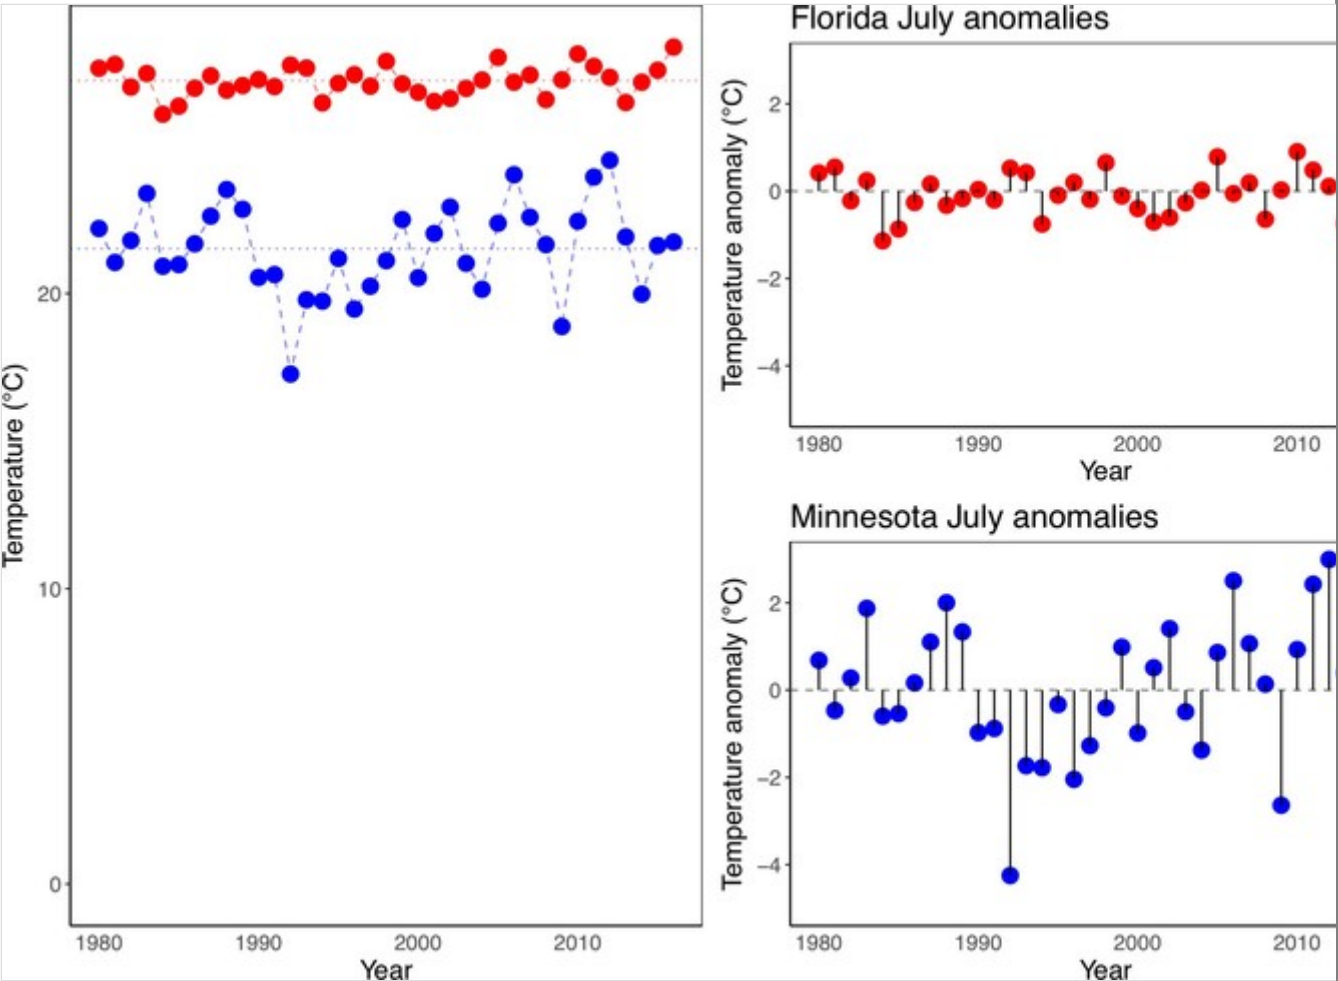 20
10
0
Temperature (°C)
1980 1990 2000 2010
Year
Florida July anomalies
Temperature anomaly (°C)
2
0
−2
−4
1980 1990 2000 2010
Year
Minnesota July anomalies
Temperature anomaly (°C)
2
0
−2
−4
1980 1990 2000 2010
Year